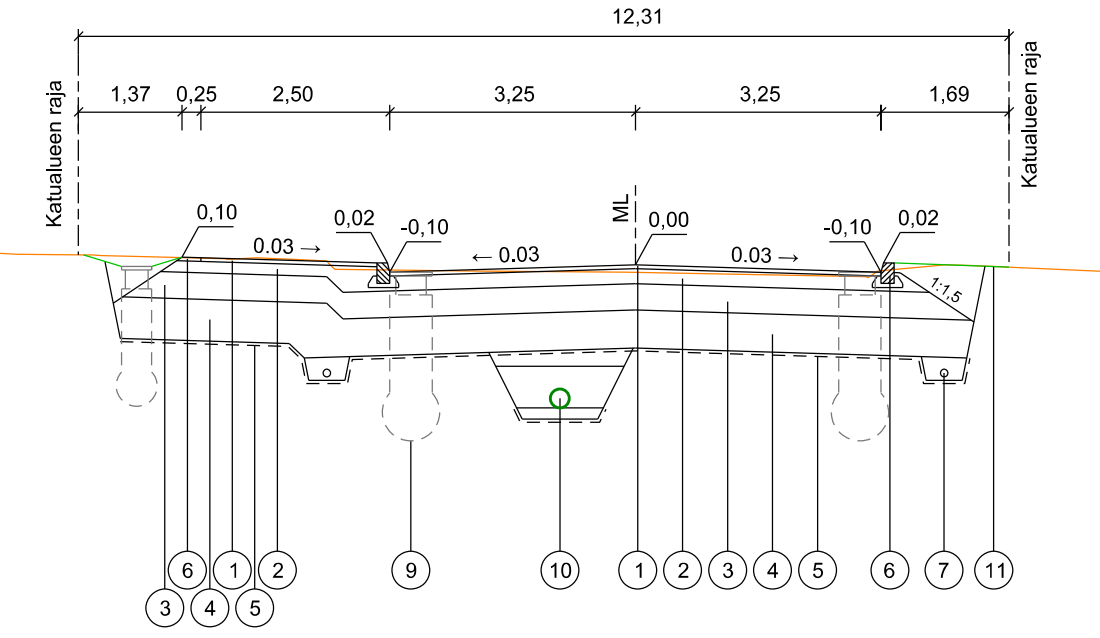 12,31
1,37 0,25 2,50 3,25 3,25 1,69
Katualueen raja
Katualueen raja
ML
0,10 0,02 -0,10 0,00 -0,10 0,02
0.03 → ← 0.03 0.03 →
1:1,5
6 1 2 9 10 1 2 3 4 5 6 7 11
3 4 5